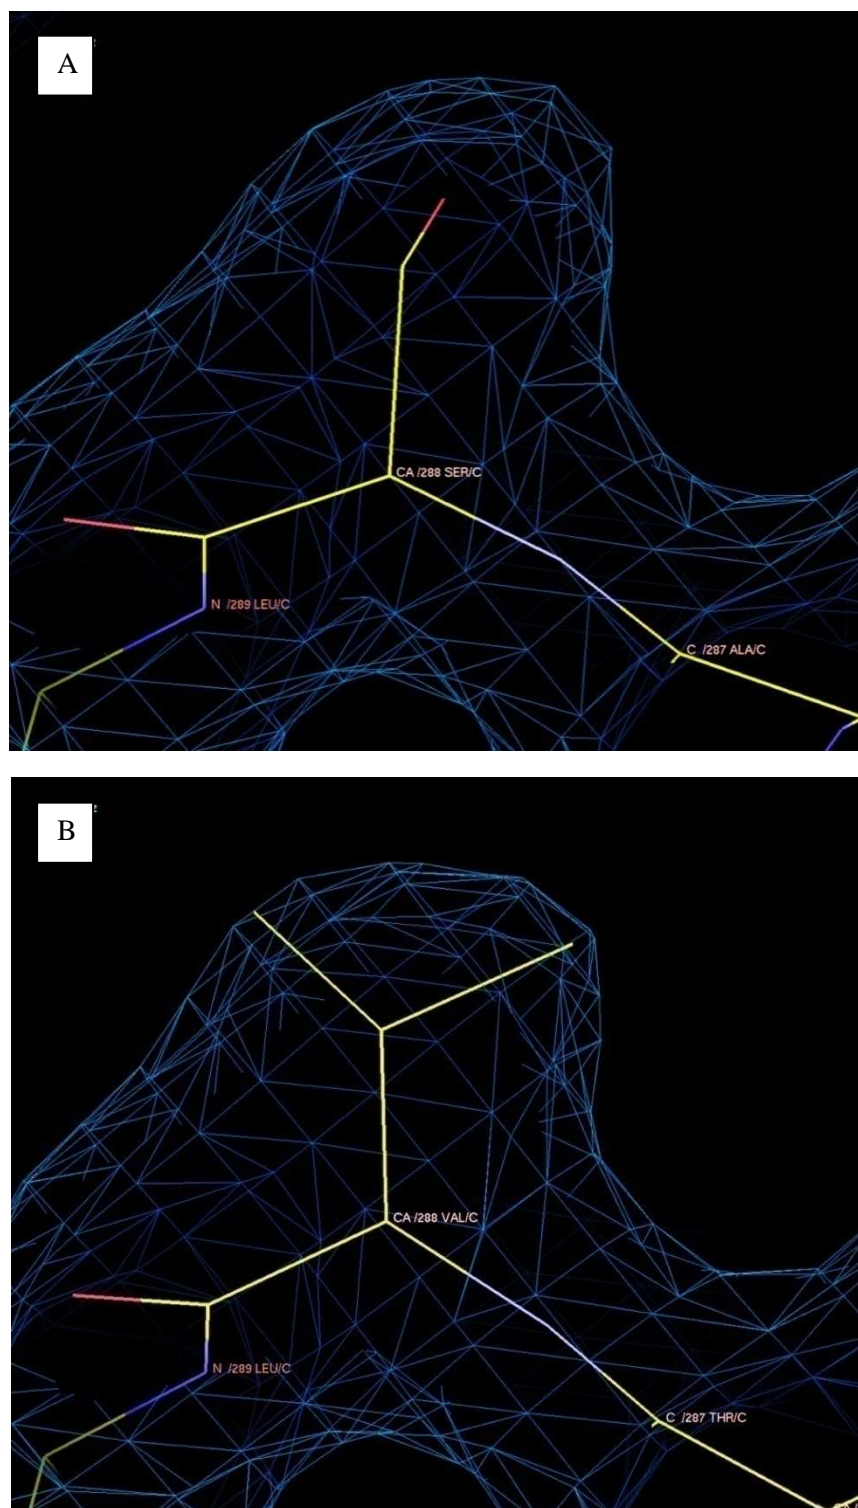 A
CA /288 SER/C
N /289 LEU/C
C /287 ALA/C
B
CA /288 VAL/C
N /289 LEU/C
C /287 THR/C